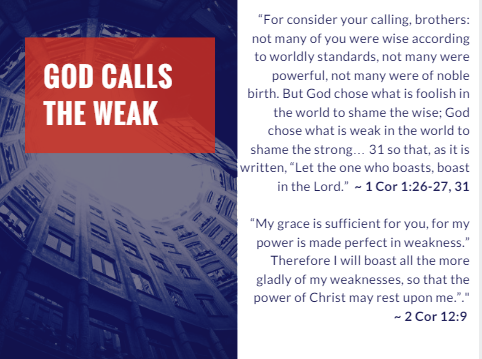 GOD CALLS
THE WEAK
“For consider your calling, brothers:
not many of you were wise according
to worldly standards, not many were
powerful, not many were of noble
birth. But God chose what is foolish in
the world to shame the wise; God
chose what is weak in the world to
shame the strong… 31 so that, as it is
written, “Let the one who boasts, boast
in the Lord.” ~ 1 Cor 1:26-27, 31
“My grace is sufficient for you, for my
power is made perfect in weakness.”
Therefore I will boast all the more
gladly of my weaknesses, so that the
power of Christ may rest upon me.”."
~ 2 Cor 12:9